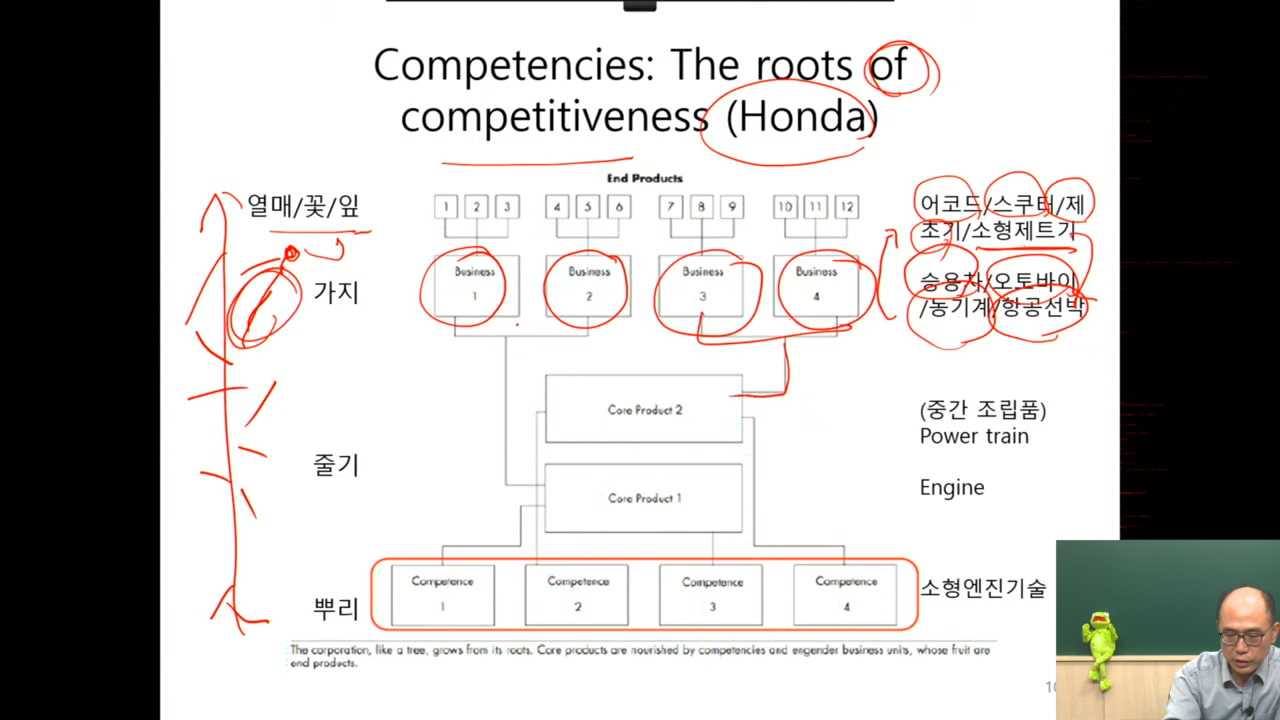 Competencies: The roots of
competitiveness (Honda)
End Products
열매/꽃/잎
1 2 3 4 5 6 7 8 9 10 11 12
어코드/스쿠터/제
초기/소형제트기
가지
Business
1
Business
2
Business
3
Business
4
승용차/오토바이
/농기계/항공선박
Core Product 2
(중간 조립품)
Power train
줄기
Core Product 1
Engine
뿌리
Competence
1
Competence
2
Competence
3
Competence
4
소형엔진기술
The corporation, like a tree, grows from its roots. Core products are nourished by competencies and engender business units, whose fruit are
end products.